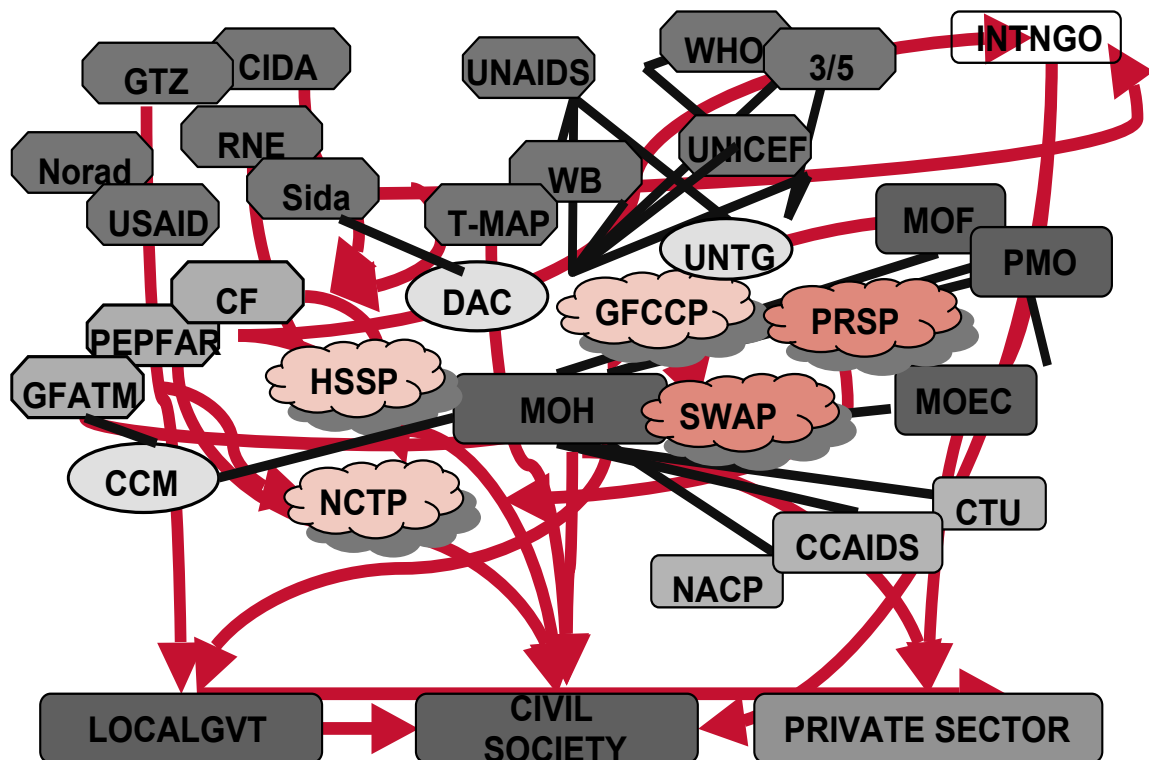 INTNGO
WHO
3/5
CIDA
UNAIDS
GTZ
RNE
UNICEF
Norad
WB
Sida
USAID
T-MAP
MOF
UNTG
PMO
CF
DAC
GFCCP
PRSP
PEPFAR
HSSP
GFATM
MOH
SWAP
MOEC
CCM
NCTP
CTU
CCAIDS
NACP
LOCALGVT
CIVIL
SOCIETY
PRIVATE SECTOR